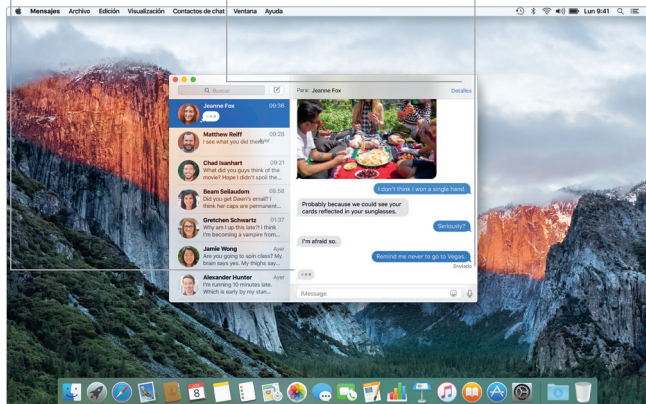 Mensajes Archivo Edición Visualización Contactos de chat Ventana Ayuda Lun 9:41
Buscar
Para: Jeanne Fox Detalles
Jeanne Fox 09:36
Matthew Reiff 09:28
I see what you did there. Ayer
Chad Isanhart 09:21
What did you guys think of the
movie? Hope I didn't spoil the...
Beam Seilaudom 08:58
Did you get Dawn's email? I
think her caps are permanent...
Gretchen Schwartz 01:37
Why am I up this late?! I think
I'm becoming a vampire from...
Jamie Wong Ayer
Are you going to spin class? My
brain says yes. My thighs say...
Alexander Hunter Ayer
I'm running 10 minutes late.
Which is early by my stan...
I don't think I won a single hand.
Probably because we could see your
cards reflected in your sunglasses.
Seriously?
I'm afraid so.
Remind me never to go to Vegas.
Enviado
iMessage
8